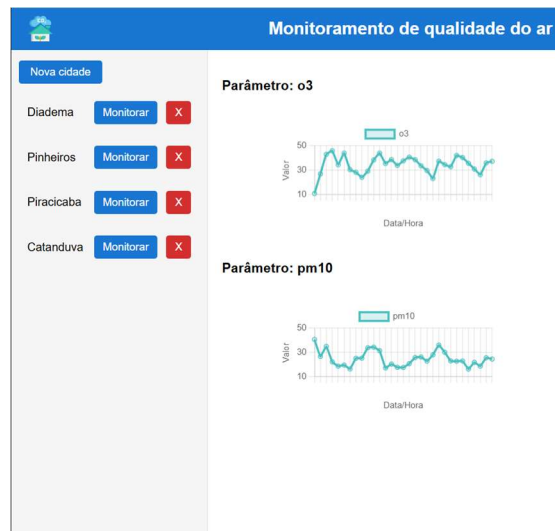 CO₂
Monitoramento de qualidade do ar
Nova cidade
Diadema Monitorar X
Pinheiros Monitorar X
Piracicaba Monitorar X
Catanduva Monitorar X
Parâmetro: o3
o3
50
30
10
Valor
Data/Hora
Parâmetro: pm10
pm10
50
30
10
Valor
Data/Hora